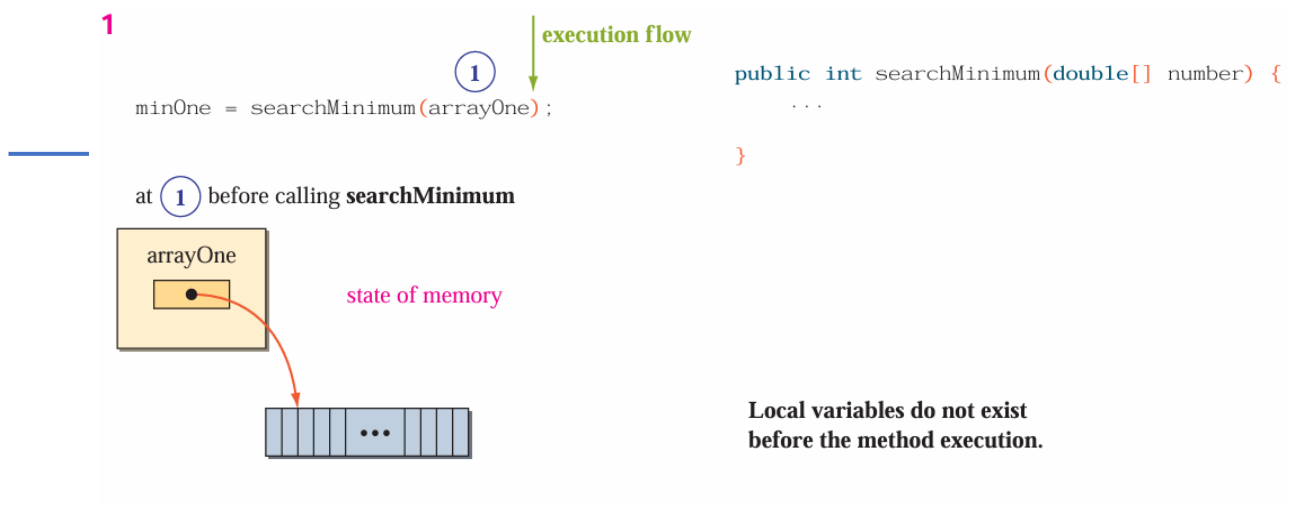 1
execution flow
1
minOne = searchMinimum(arrayOne);
public int searchMinimum(double[] number) {
...
}
at 1 before calling searchMinimum
arrayOne
state of memory
...
Local variables do not exist
before the method execution.